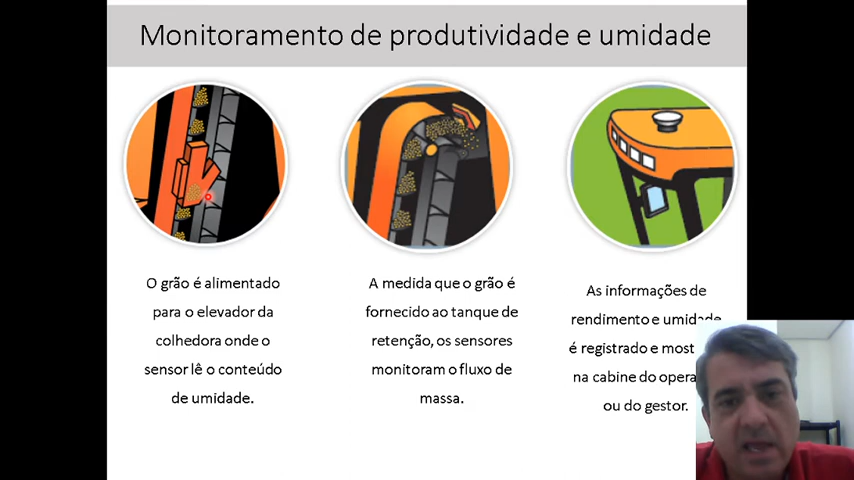 Monitoramento de produtividade e umidade
O grão é alimentado
para o elevador da
colhedora onde o
sensor lê o conteúdo
de umidade.
A medida que o grão é
fornecido ao tanque de
retenção, os sensores
monitoram o fluxo de
massa.
As informações de
rendimento e umidade
é registrado e most
na cabine do opera
ou do gestor.